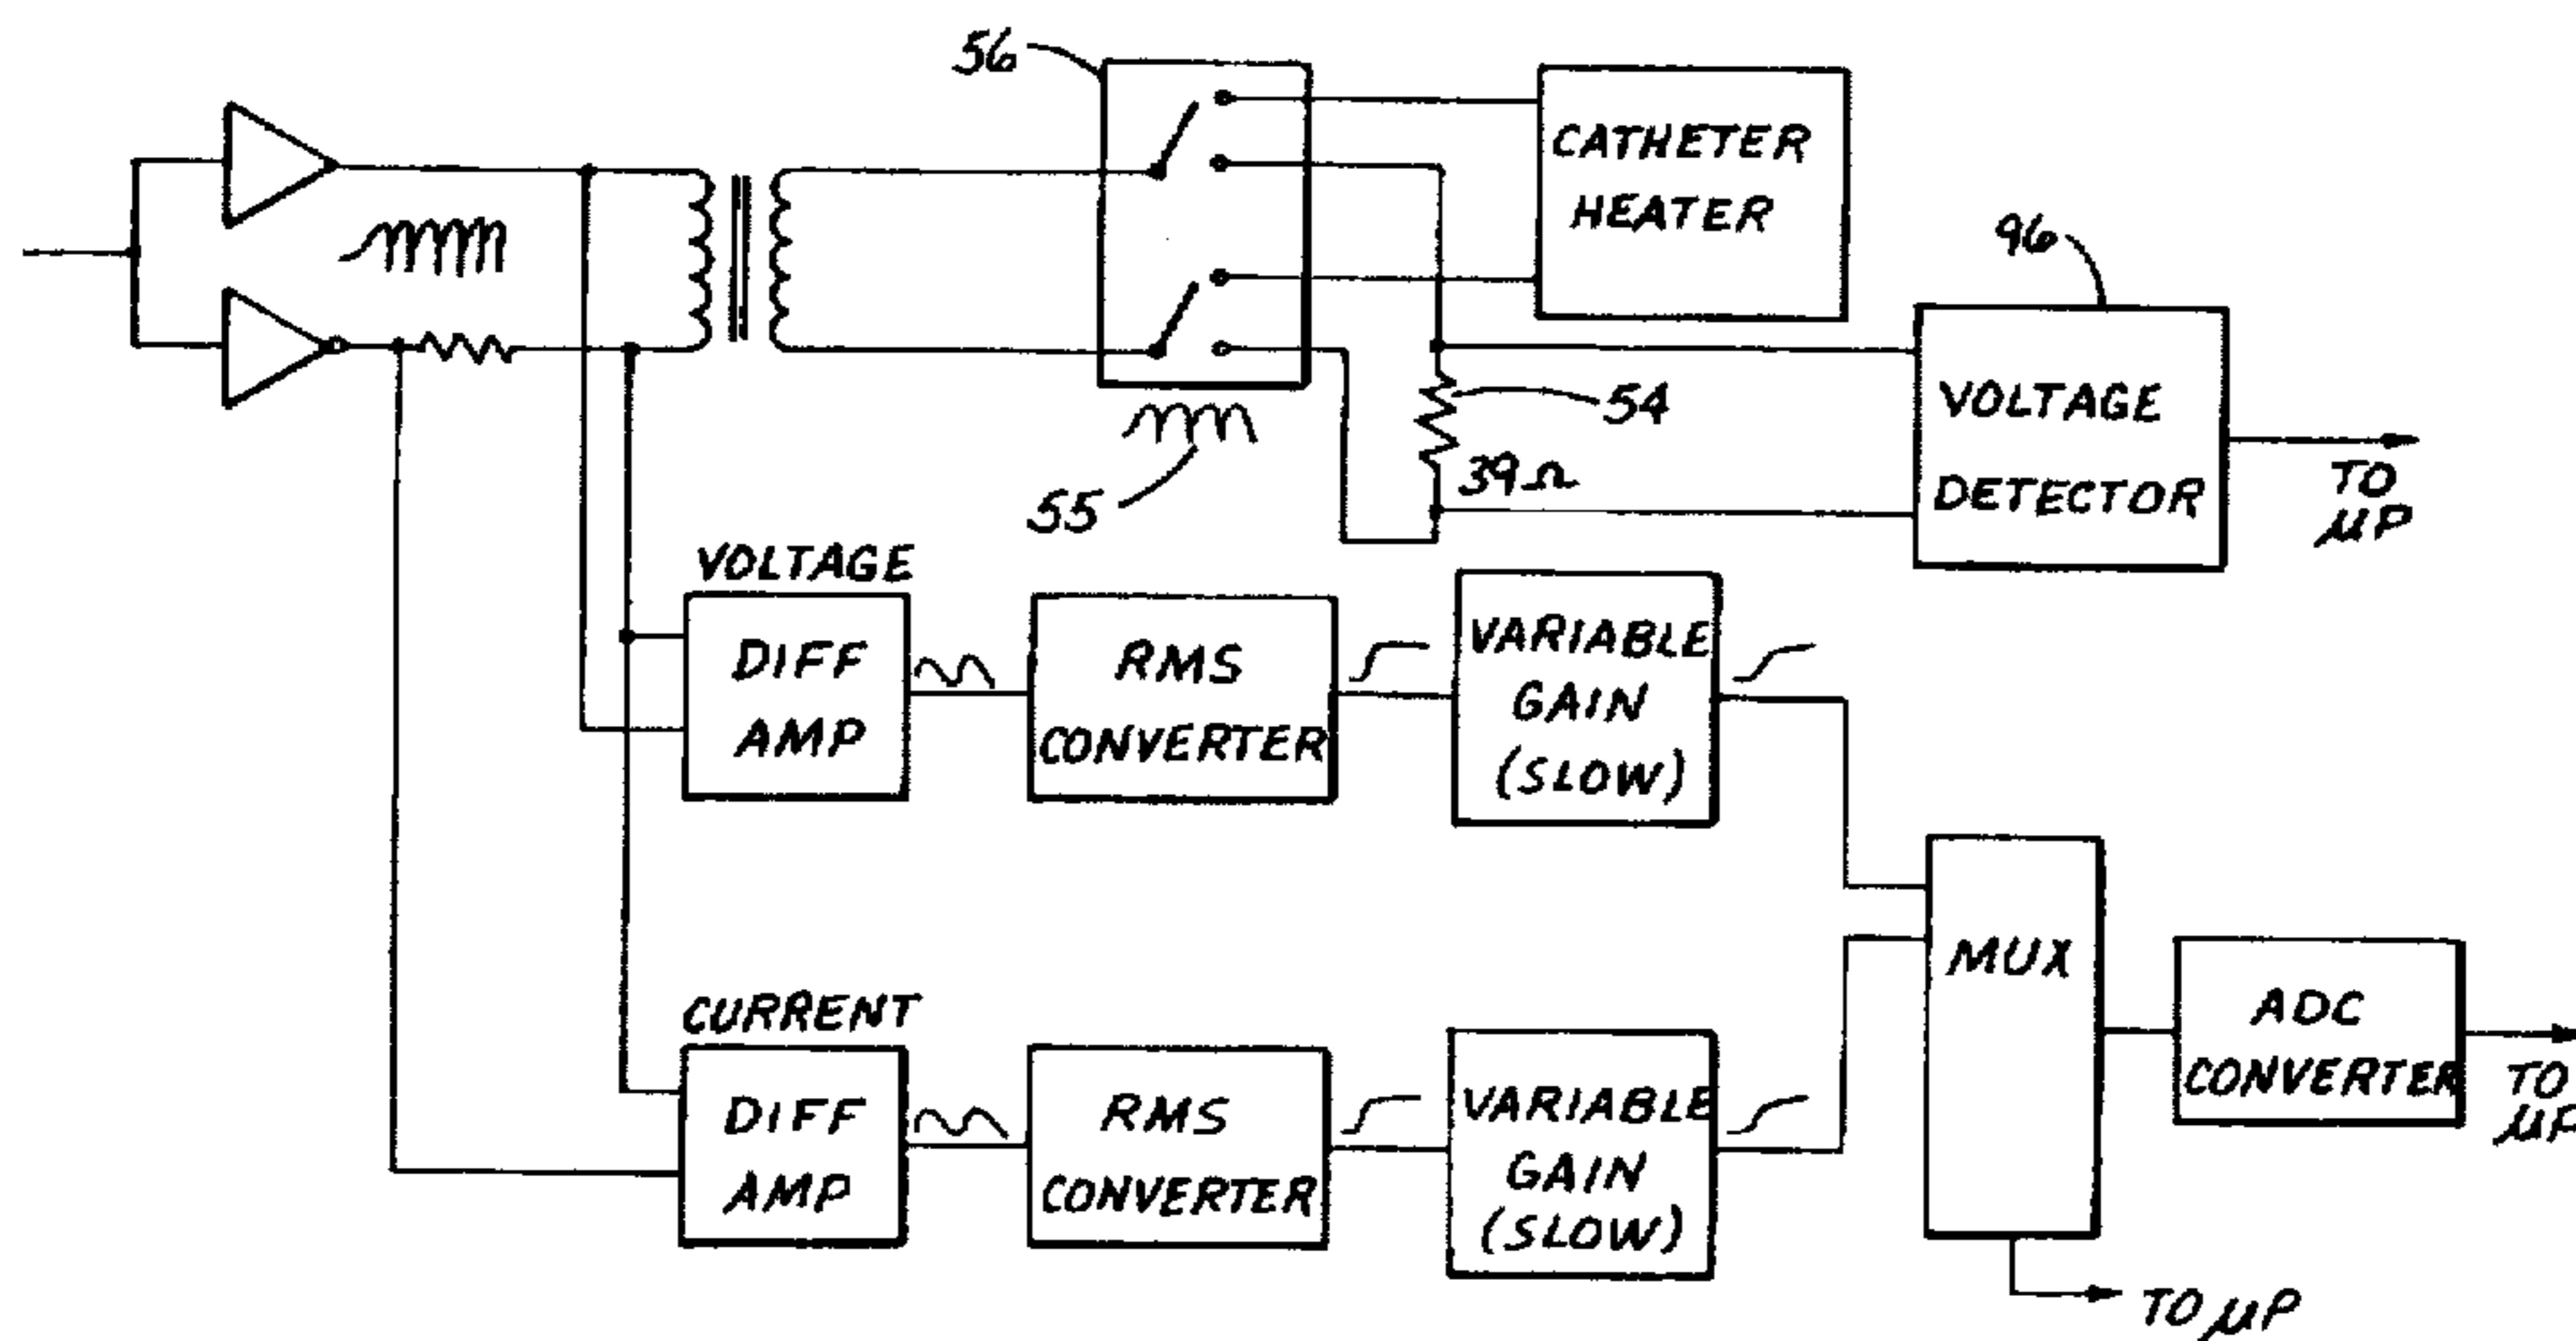 56
CATHETER
HEATER
96
54
39Ω
VOLTAGE
DETECTOR
TO
μP
55
VOLTAGE
DIFF
AMP
RMS
CONVERTER
VARIABLE
GAIN
(SLOW)
MUX
ADC
CONVERTER
TO
μP
CURRENT
DIFF
AMP
RMS
CONVERTER
VARIABLE
GAIN
(SLOW)
TO μP